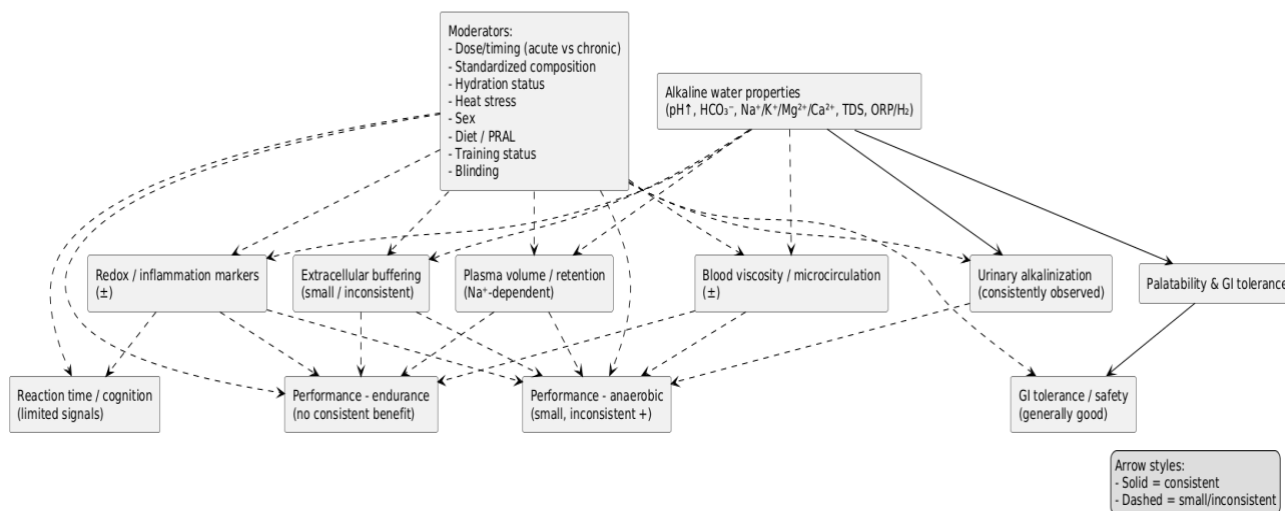 Moderators:
- Dose/timing (acute vs chronic)
- Standardized composition
- Hydration status
- Heat stress
- Sex
- Diet / PRAL
- Training status
- Blinding
Alkaline water properties
(pH↑, HCO₃⁻, Na⁺/K⁺/Mg²⁺/Ca²⁺, TDS, ORP/H₂)
Redox / inflammation markers
(±)
Extracellular buffering
(small / inconsistent)
Plasma volume / retention
(Na⁺-dependent)
Blood viscosity / microcirculation
(±)
Urinary alkalinization
(consistently observed)
Palatability & GI tolerance
Reaction time / cognition
(limited signals)
Performance - endurance
(no consistent benefit)
Performance - anaerobic
(small, inconsistent +)
GI tolerance / safety
(generally good)
Arrow styles:
- Solid = consistent
- Dashed = small/inconsistent